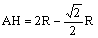 AH = 2R − √2/2 R